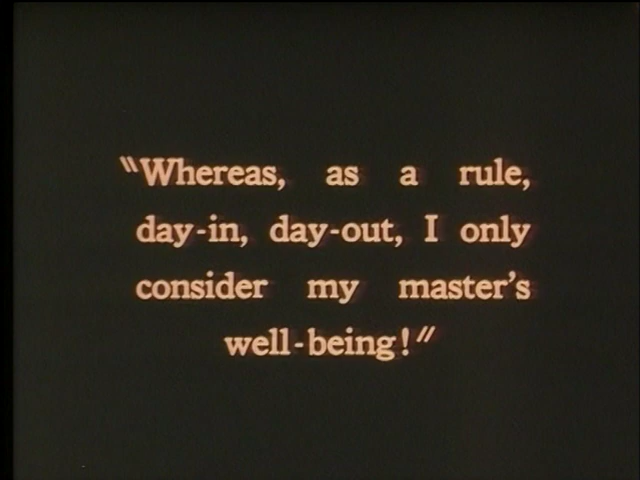 "Whereas, as a rule,
day-in, day-out, I only
consider my master's
well-being!"